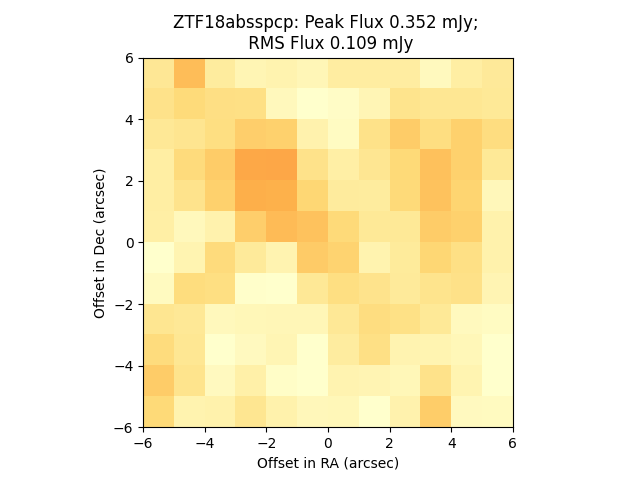 ZTF18absspcp: Peak Flux 0.352 mJy;
RMS Flux 0.109 mJy
6
4
2
0
−2
−4
−6
Offset in Dec (arcsec)
−6 −4 −2 0 2 4 6
Offset in RA (arcsec)